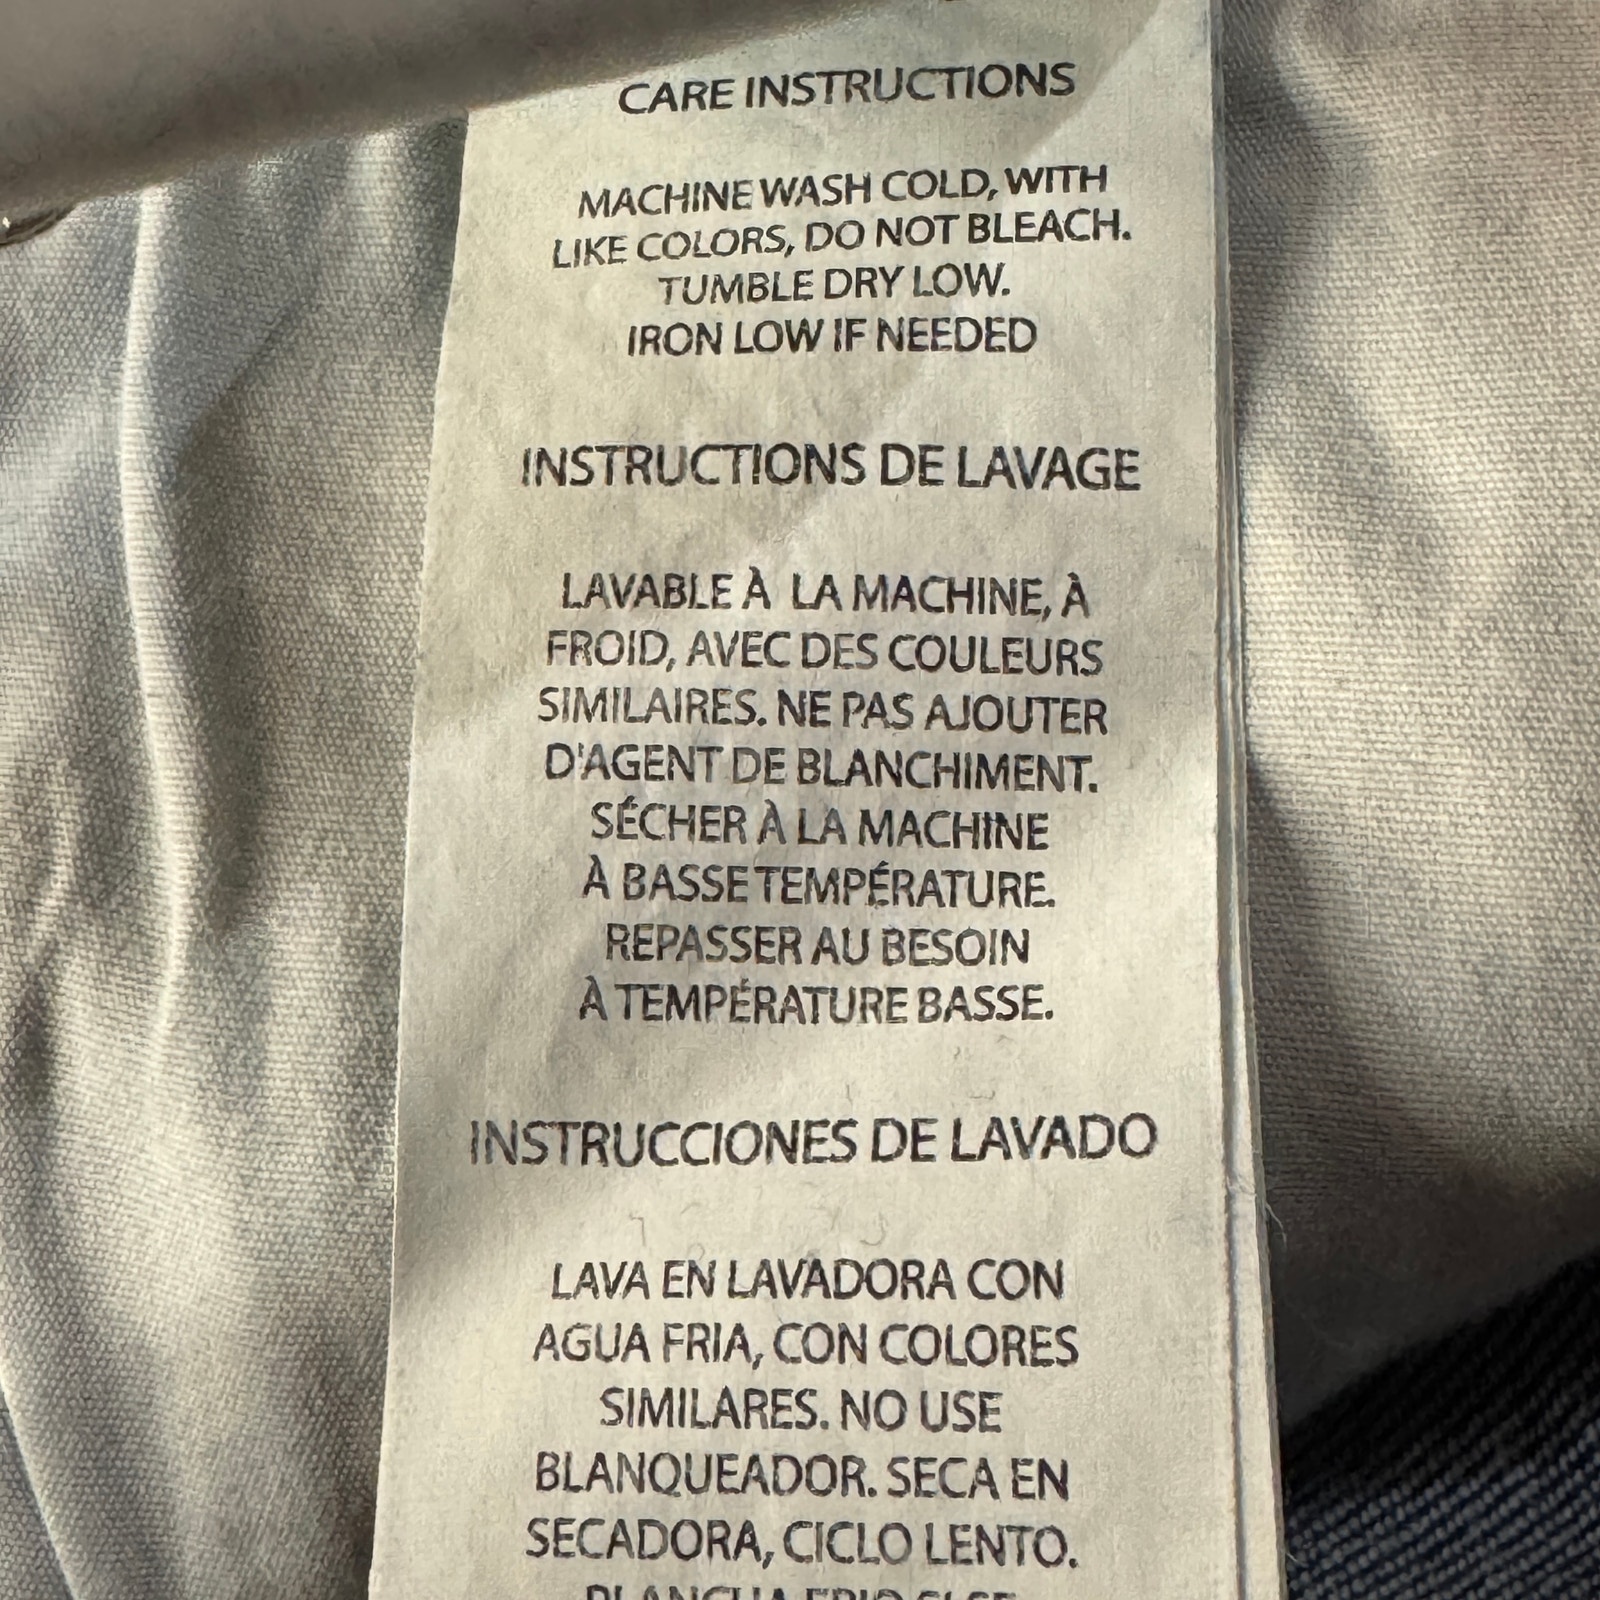 CARE INSTRUCTIONS
MACHINE WASH COLD, WITH
LIKE COLORS, DO NOT BLEACH.
TUMBLE DRY LOW.
IRON LOW IF NEEDED
INSTRUCTIONS DE LAVAGE
LAVABLE À LA MACHINE, À
FROID, AVEC DES COULEURS
SIMILAIRES. NE PAS AJOUTER
D'AGENT DE BLANCHIMENT.
SÉCHER À LA MACHINE
À BASSE TEMPÉRATURE.
REPASSER AU BESOIN
À TEMPÉRATURE BASSE.
INSTRUCCIONES DE LAVADO
LAVA EN LAVADORA CON
AGUA FRIA, CON COLORES
SIMILARES. NO USE
BLANQUEADOR. SECA EN
SECADORA, CICLO LENTO.